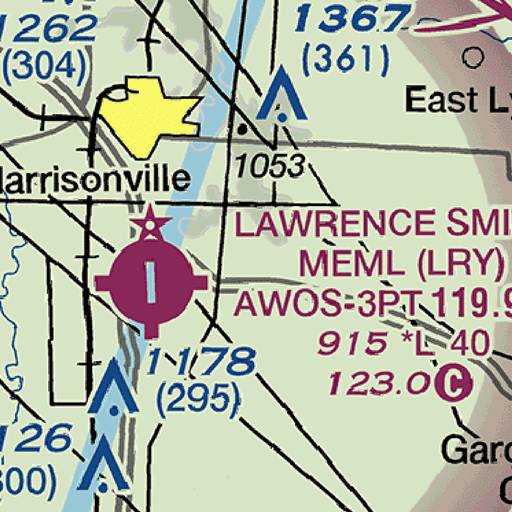 1262
(304)
1367
(361)
East Ly
1053
Harrisonville
LAWRENCE SMI
MEML (LRY)
AWOS-3PT 119.9
915 *L 40
123.0 C
1178
(295)
126
300)
Gard